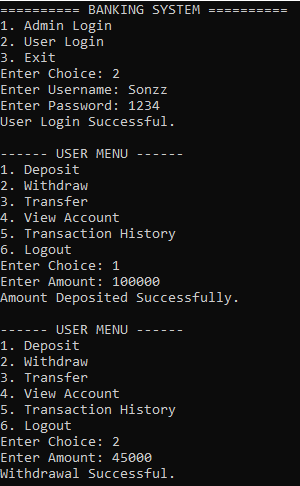 ========== BANKING SYSTEM ==========
1. Admin Login
2. User Login
3. Exit
Enter Choice: 2
Enter Username: Sonzz
Enter Password: 1234
User Login Successful.

------ USER MENU ------
1. Deposit
2. Withdraw
3. Transfer
4. View Account
5. Transaction History
6. Logout
Enter Choice: 1
Enter Amount: 100000
Amount Deposited Successfully.

------ USER MENU ------
1. Deposit
2. Withdraw
3. Transfer
4. View Account
5. Transaction History
6. Logout
Enter Choice: 2
Enter Amount: 45000
Withdrawal Successful.